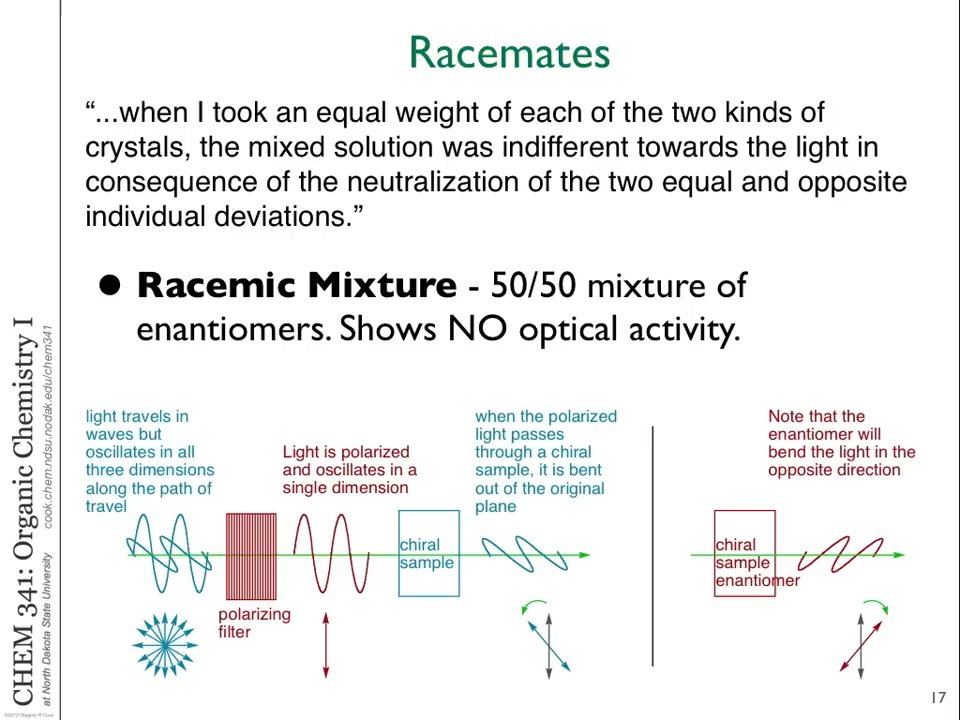 Racemates
“...when I took an equal weight of each of the two kinds of
crystals, the mixed solution was indifferent towards the light in
consequence of the neutralization of the two equal and opposite
individual deviations.”
● Racemic Mixture - 50/50 mixture of
enantiomers. Shows NO optical activity.
light travels in
waves but
oscillates in all
three dimensions
along the path of
travel
Light is polarized
and oscillates in a
single dimension
when the polarized
light passes
through a chiral
sample, it is bent
out of the original
plane
Note that the
enantiomer will
bend the light in the
opposite direction
polarizing
filter
chiral
sample
chiral
sample
enantiomer
CHEM 341: Organic Chemistry I
at North Dakota State University cook.chem.ndsu.nodak.edu/chem341
©2012 Gregory R Cook
17